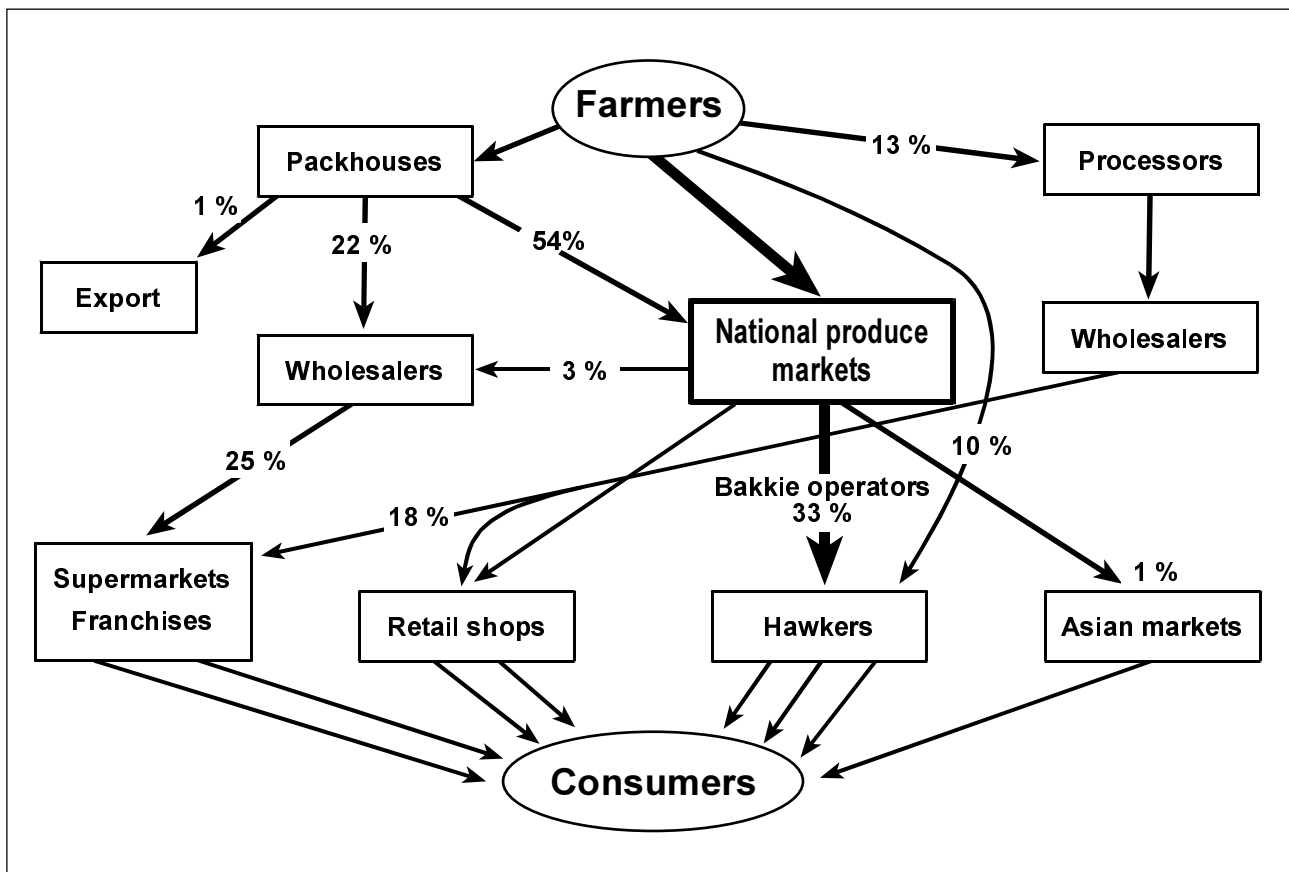 Farmers
13 %
Packhouses
Processors
1 %
22 %
54%
Export
National produce
markets
Wholesalers
Wholesalers
3 %
25 %
10 %
Bakkie operators
33 %
18 %
1 %
Supermarkets
Franchises
Retail shops
Hawkers
Asian markets
Consumers